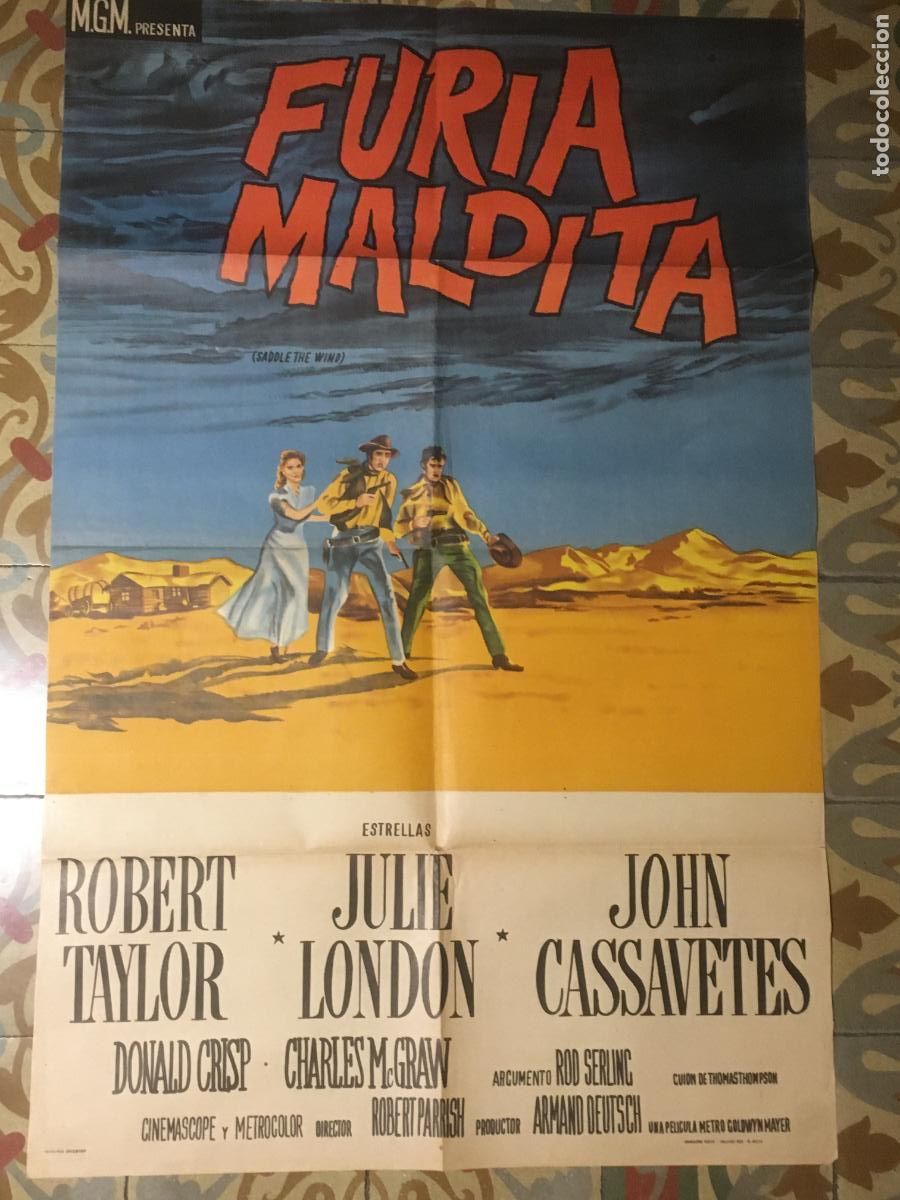 M.G.M. PRESENTA
FURIA
MALDITA
(SADDLE THE WIND)
ESTRELLAS
ROBERT TAYLOR * JULIE LONDON * JOHN CASSAVETES
DONALD CRISP · CHARLES McGRAW ARGUMENTO ROD SERLING GUION DE THOMAS THOMPSON
CINEMASCOPE Y METROCOLOR DIRECTOR ROBERT PARRISH PRODUCTOR ARMAND DEUTSCH UNA PELICULA METRO GOLDWYN MAYER
todocoleccion